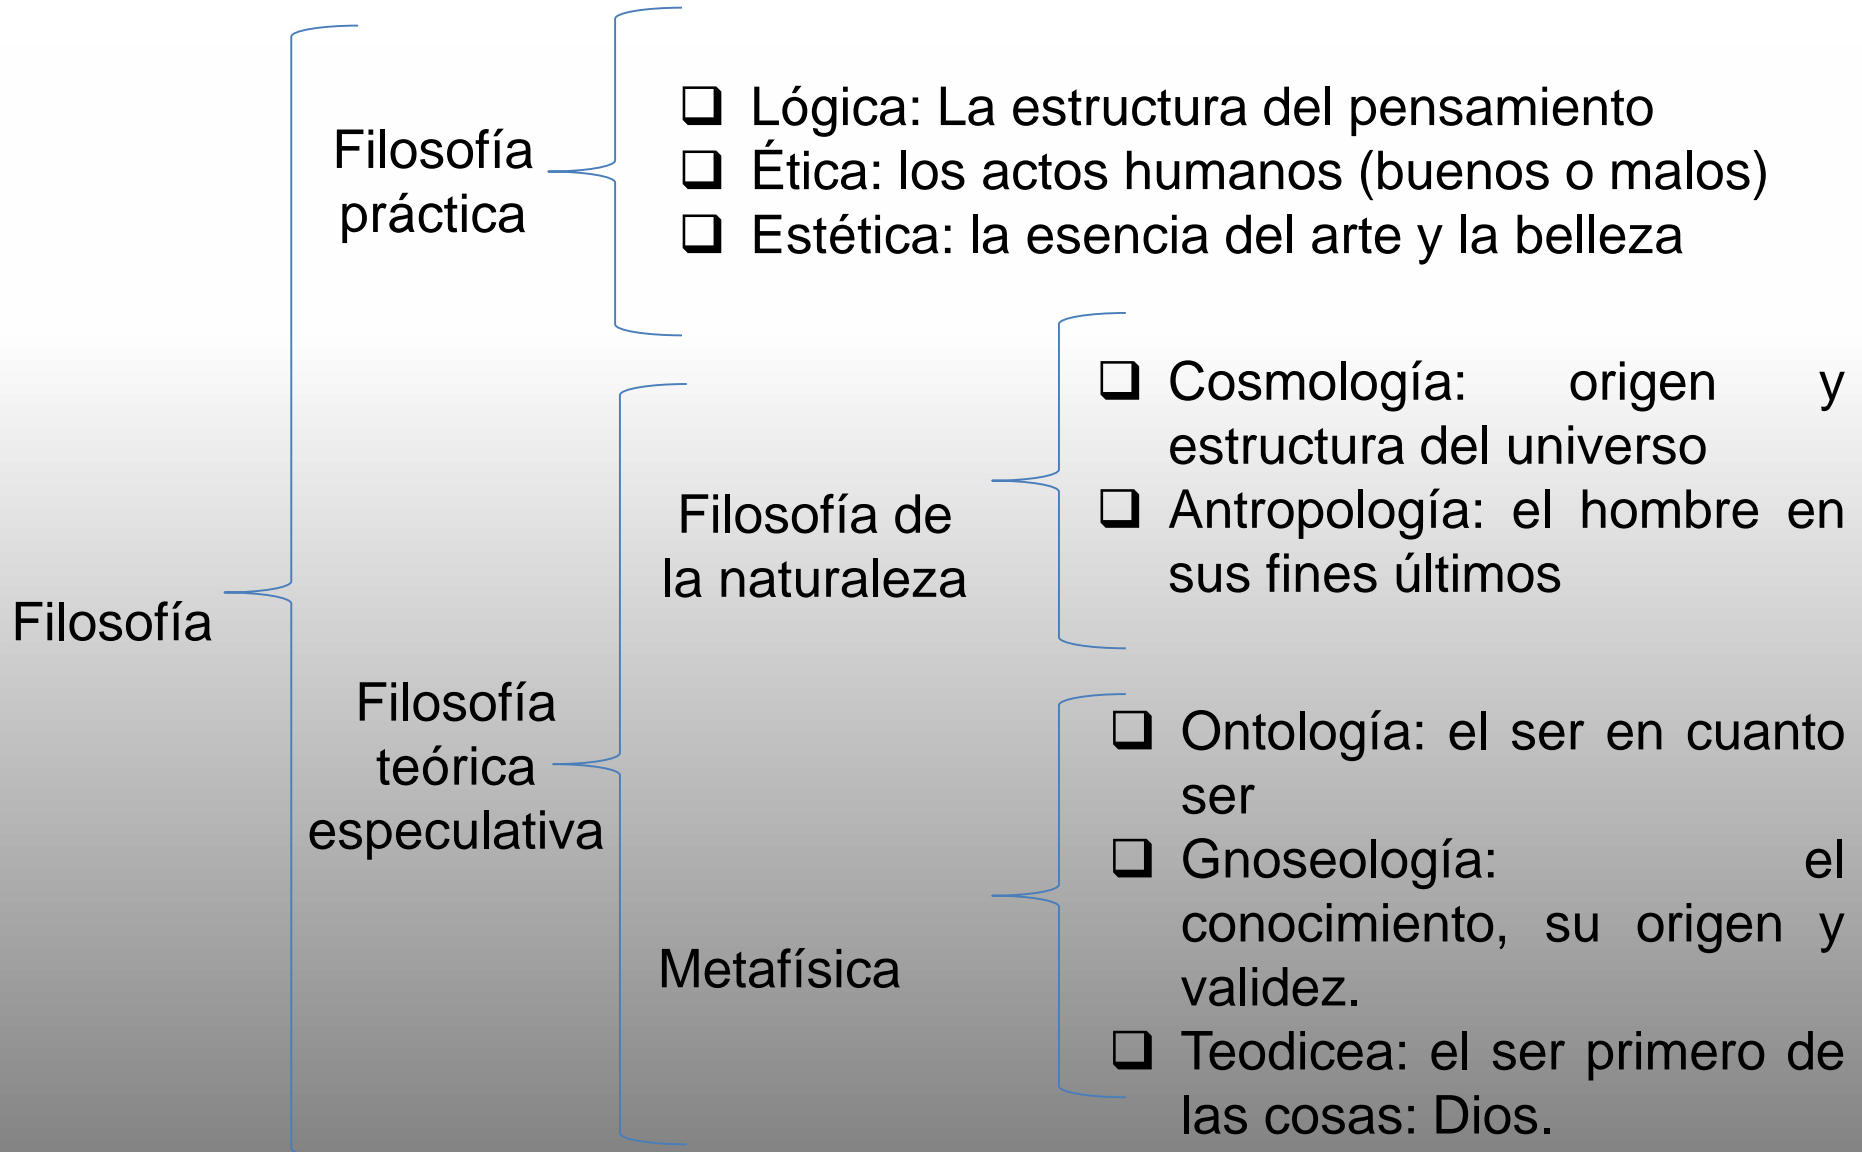 Filosofía
Filosofía
práctica
❑ Lógica: La estructura del pensamiento
❑ Ética: los actos humanos (buenos o malos)
❑ Estética: la esencia del arte y la belleza
Filosofía
teórica
especulativa
Filosofía de
la naturaleza
❑ Cosmología: origen y
estructura del universo
❑ Antropología: el hombre en
sus fines últimos
Metafísica
❑ Ontología: el ser en cuanto
ser
❑ Gnoseología: el
conocimiento, su origen y
validez.
❑ Teodicea: el ser primero de
las cosas: Dios.